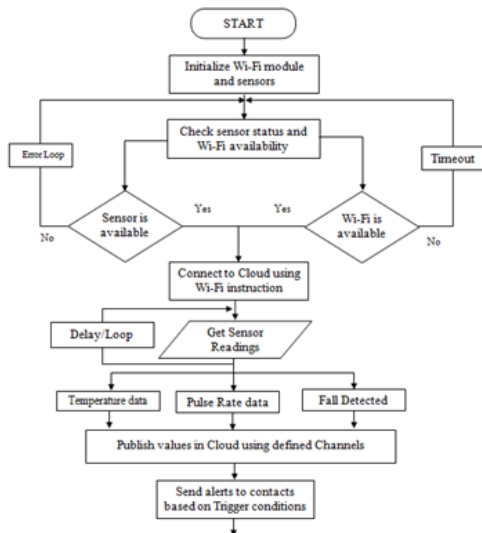 START
Initialize Wi-Fi module
and sensors
Check sensor status and
Wi-Fi availability
Error Loop
Timeout
Sensor is
available
Yes
Yes
Wi-Fi is
available
No
No
Connect to Cloud using
Wi-Fi instruction
Delay/Loop
Get Sensor
Readings
Temperature data
Pulse Rate data
Fall Detected
Publish values in Cloud using defined Channels
Send alerts to contacts
based on Trigger conditions